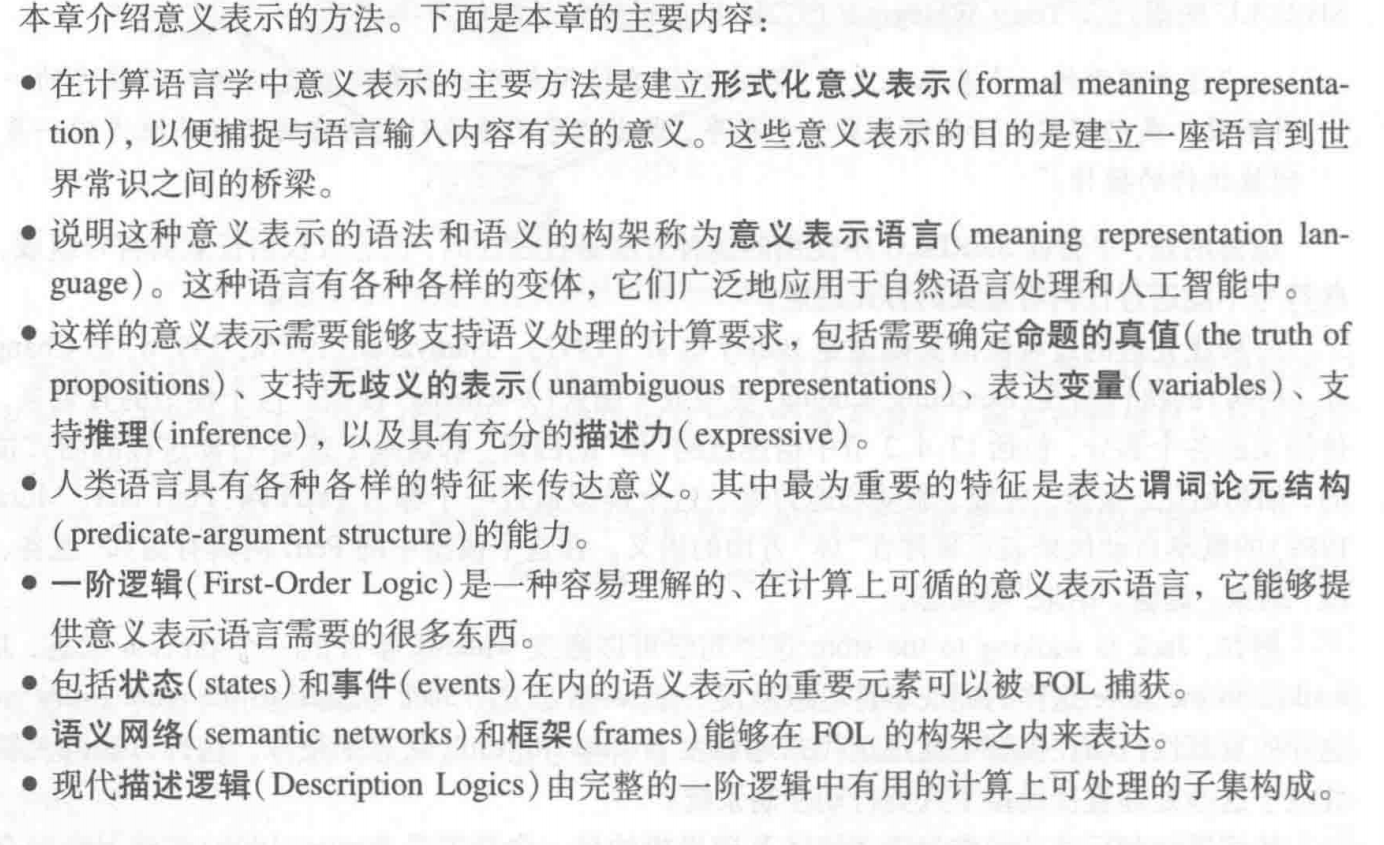 本章介绍意义表示的方法。下面是本章的主要内容：
● 在计算语言学中意义表示的主要方法是建立形式化意义表示(formal meaning representa-
tion)，以便捕捉与语言输入内容有关的意义。这些意义表示的目的是建立一座语言到世
界常识之间的桥梁。
● 说明这种意义表示的语法和语义的构架称为意义表示语言(meaning representation lan-
guage)。这种语言有各种各样的变体，它们广泛地应用于自然语言处理和人工智能中。
● 这样的意义表示需要能够支持语义处理的计算要求，包括需要确定命题的真值(the truth of
propositions)、支持无歧义的表示(unambiguous representations)、表达变量(variables)、支
持推理(inference)，以及具有充分的描述力(expressive)。
● 人类语言具有各种各样的特征来传达意义。其中最为重要的特征是表达谓词论元结构
(predicate-argument structure)的能力。
● 一阶逻辑(First-Order Logic)是一种容易理解的、在计算上可循的意义表示语言，它能够提
供意义表示语言需要的很多东西。
● 包括状态(states)和事件(events)在内的语义表示的重要元素可以被 FOL 捕获。
● 语义网络(semantic networks)和框架(frames)能够在 FOL 的构架之内来表达。
● 现代描述逻辑(Description Logics)由完整的一阶逻辑中有用的计算上可处理的子集构成。